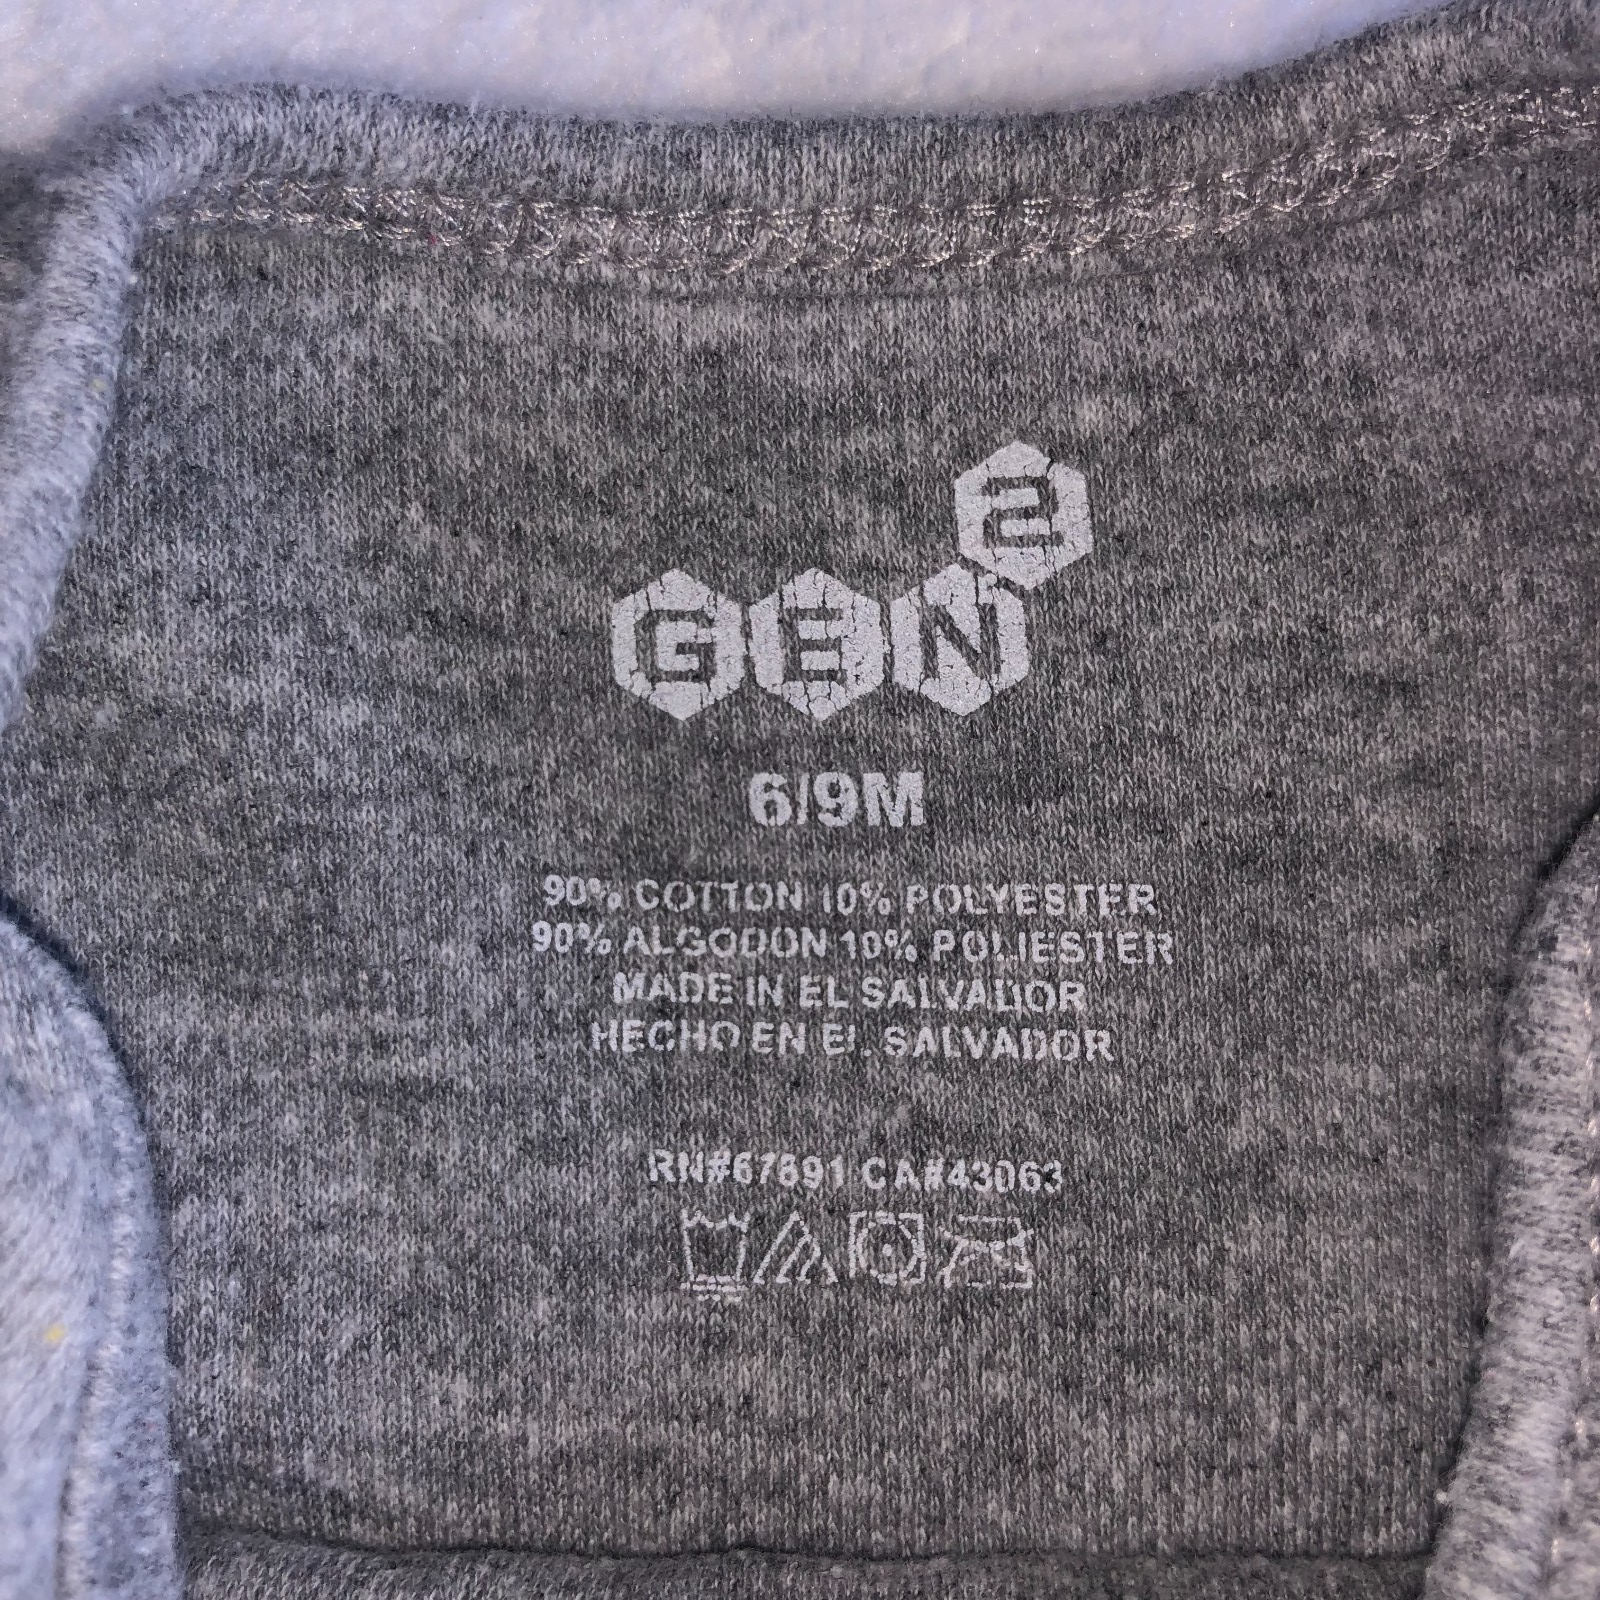 GEN2
6/9M
90% COTTON 10% POLYESTER
90% ALGODON 10% POLIESTER
MADE IN EL SALVADOR
HECHO EN EL SALVADOR
RN#67891 CA#43063